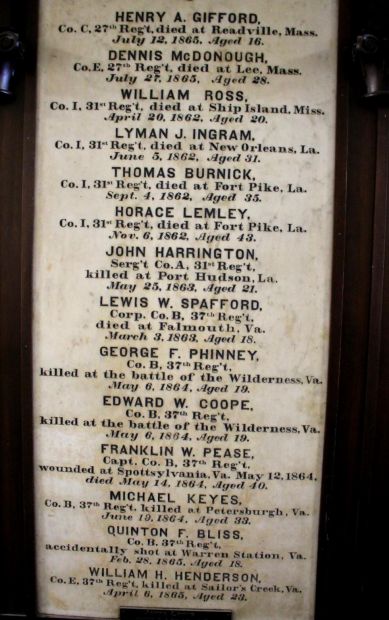 HENRY A. GIFFORD,
Co. C, 27th Reg't, died at Readville, Mass.
July 12, 1865. Aged 16.
DENNIS McDONOUGH,
Co. E, 27th Reg't, died at Lee, Mass.
July 27, 1865, Aged 28.
WILLIAM ROSS,
Co. I, 31st Reg't, died at Ship Island, Miss.
April 20, 1862, Aged 20.
LYMAN J. INGRAM,
Co. I, 31st Reg't, died at New Orleans, La.
June 5, 1862, Aged 31.
THOMAS BURNICK,
Co. I, 31st Reg't, died at Fort Pike, La.
Sept. 4, 1862, Aged 35.
HORACE LEMLEY,
Co. I, 31st Reg't, died at Fort Pike, La.
Nov. 6, 1862, Aged 43.
JOHN HARRINGTON,
Serg't Co. A, 31st Reg't,
killed at Port Hudson, La.
May 25, 1863, Aged 21.
LEWIS W. SPAFFORD,
Corp. Co. B, 37th Reg't,
died at Falmouth, Va.
March 3, 1863, Aged 18.
GEORGE F. PHINNEY,
Co. B, 37th Reg't,
killed at the battle of the Wilderness, Va.
May 6, 1864, Aged 19.
EDWARD W. COOPE,
Co. B, 37th Reg't,
killed at the battle of the Wilderness, Va.
May 6, 1864, Aged 19.
FRANKLIN W. PEASE,
Capt. Co. B, 37th Reg't,
wounded at Spottsylvania, Va. May 12, 1864,
died May 14, 1864, Aged 40.
MICHAEL KEYES,
Co. B, 37th Reg't. killed at Petersburgh, Va.
June 19, 1864, Aged 33.
QUINTON F. BLISS,
Co. B, 37th Reg't,
accidentally shot at Warren Station, Va.
Feb. 28, 1865, Aged 18.
WILLIAM H. HENDERSON,
Co. E, 37th Reg't, killed at Sailor's Creek, Va.
April 6, 1865, Aged 23.